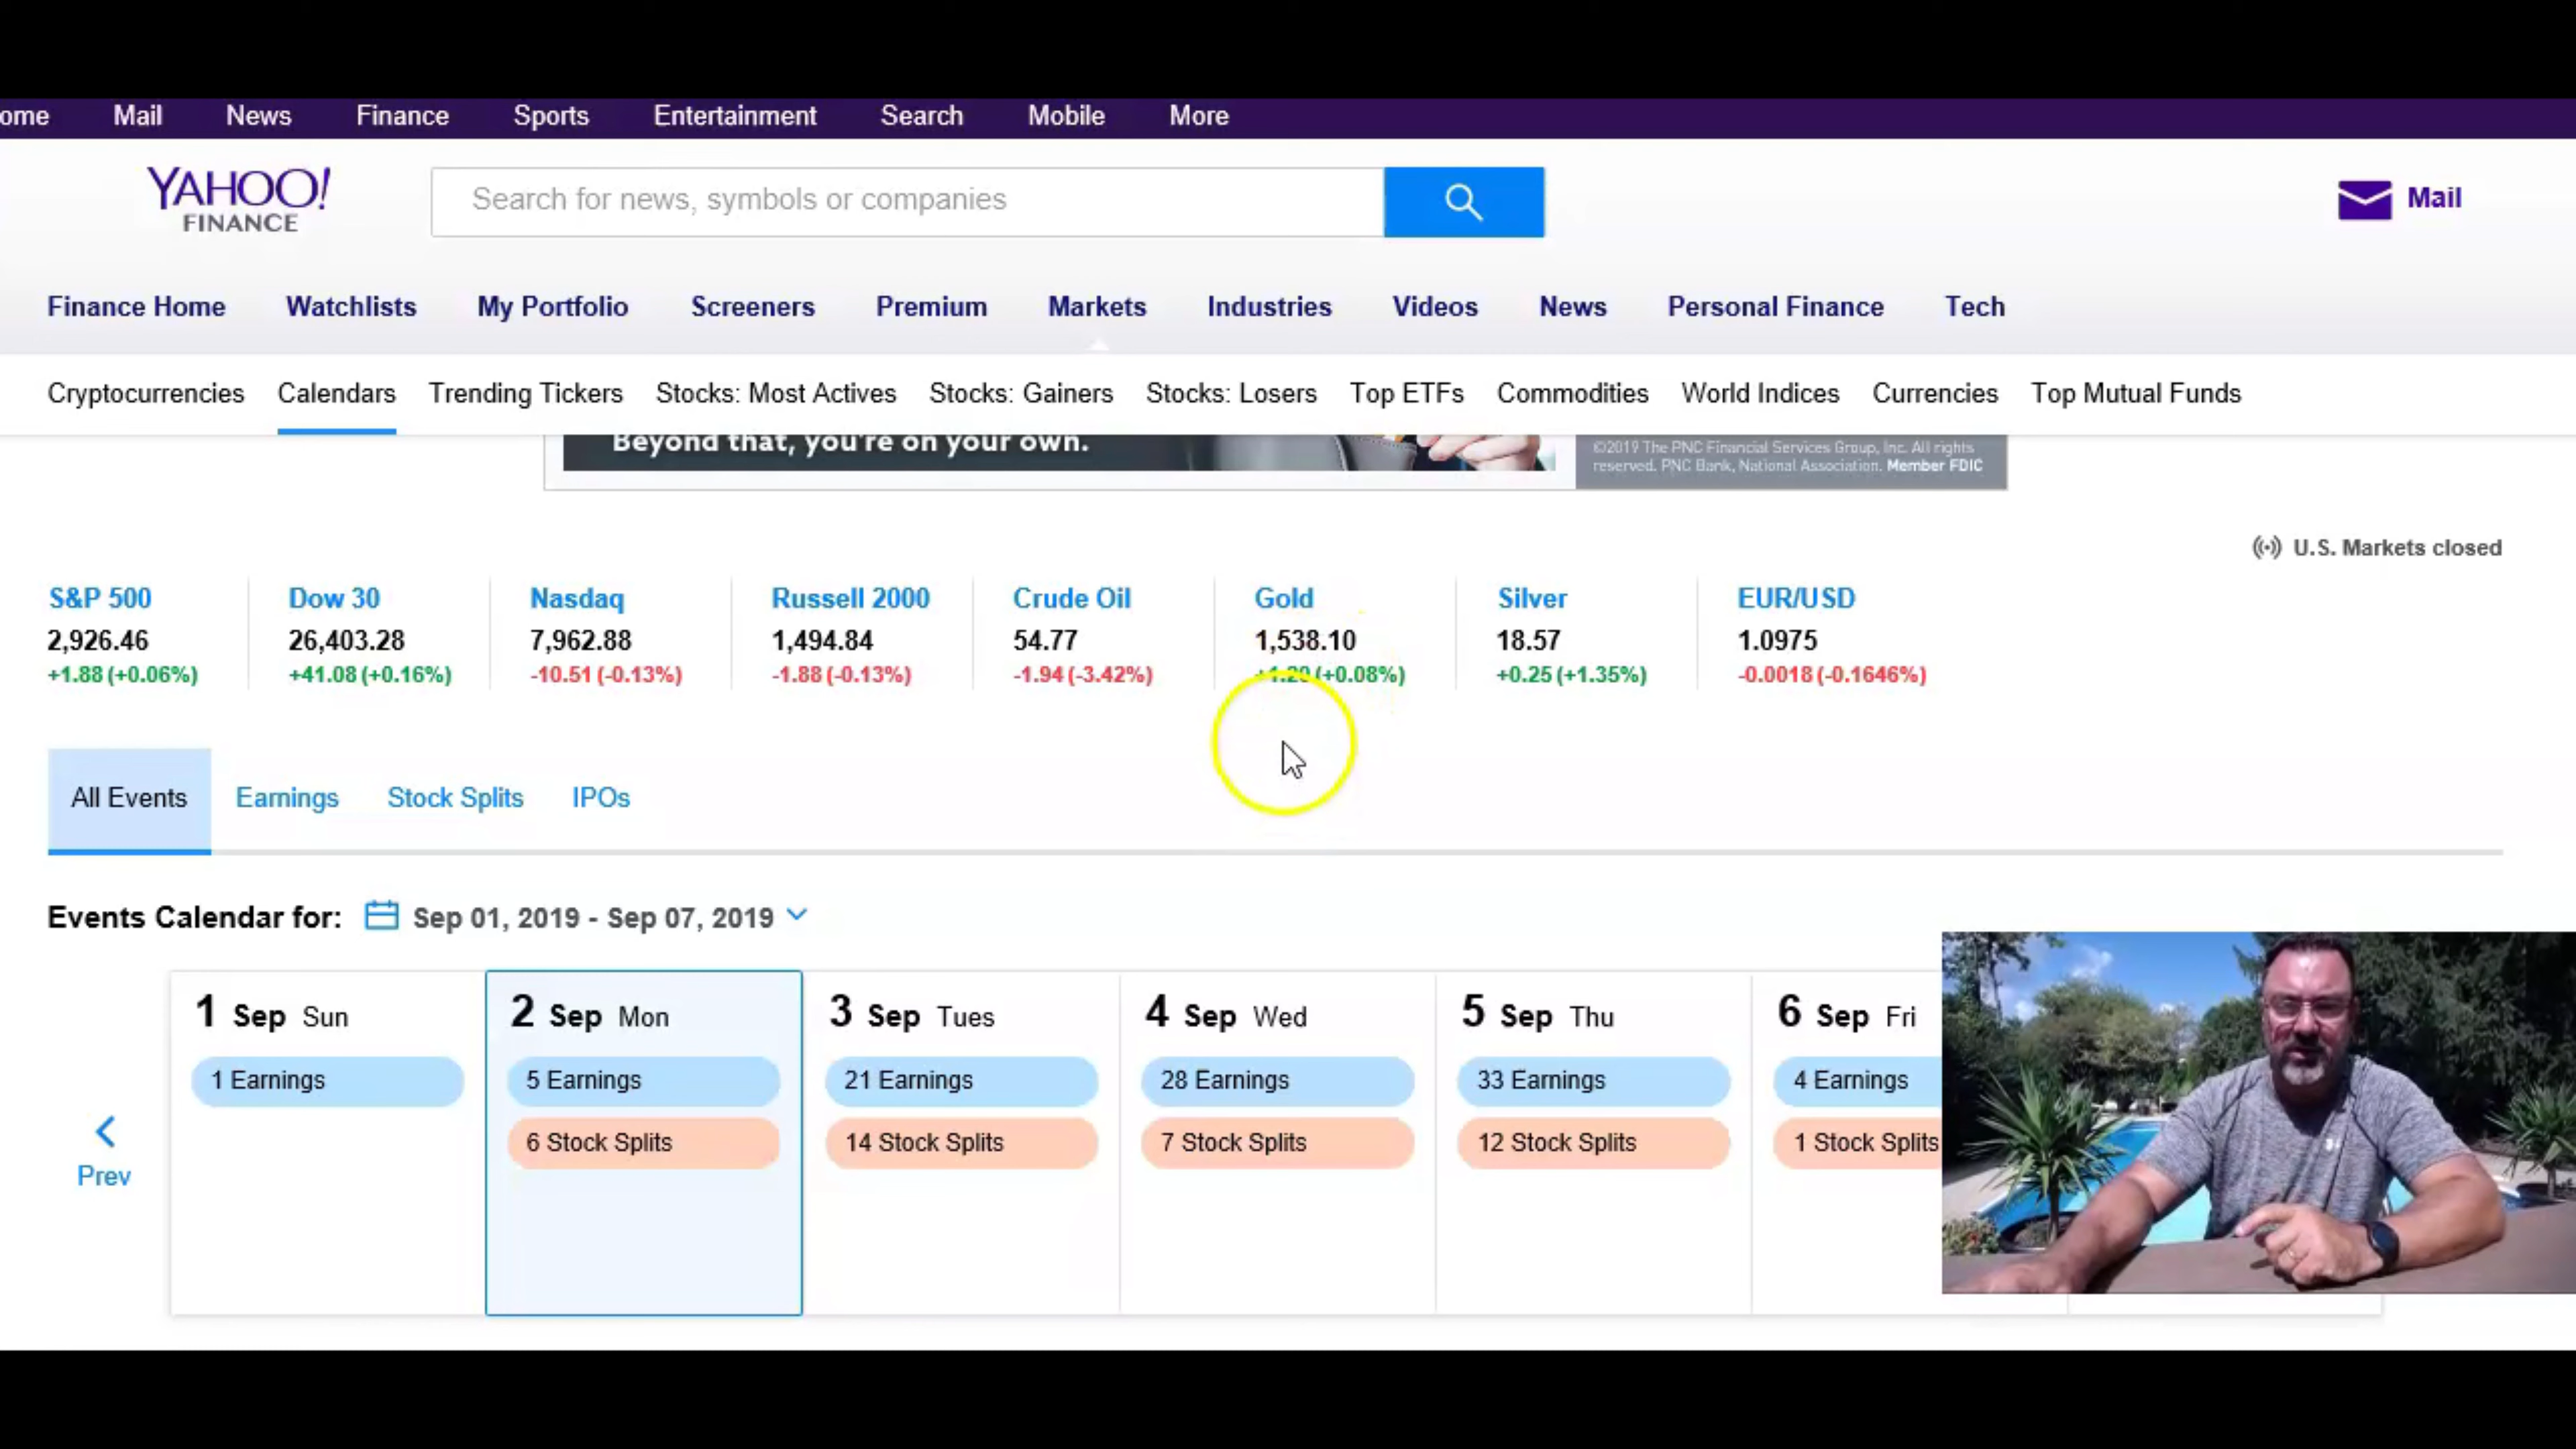 ome Mail News Finance Sports Entertainment Search Mobile More
YAHOO!
FINANCE
Search for news, symbols or companies
Mail
Finance Home Watchlists My Portfolio Screeners Premium Markets Industries Videos News Personal Finance Tech
Cryptocurrencies Calendars Trending Tickers Stocks: Most Actives Stocks: Gainers Stocks: Losers Top ETFs Commodities World Indices Currencies Top Mutual Funds
Beyond that, you're on your own.
©2019 The PNC Financial Services Group, Inc. All rights
reserved. PNC Bank, National Association. Member FDIC
U.S. Markets closed
S&P 500 Dow 30 Nasdaq Russell 2000 Crude Oil Gold Silver EUR/USD
2,926.46 26,403.28 7,962.88 1,494.84 54.77 1,538.10 18.57 1.0975
+1.88 (+0.06%) +41.08 (+0.16%) -10.51 (-0.13%) -1.88 (-0.13%) -1.94 (-3.42%) +1.20 (+0.08%) +0.25 (+1.35%) -0.0018 (-0.1646%)
All Events Earnings Stock Splits IPOs
Events Calendar for: Sep 01, 2019 - Sep 07, 2019
1 Sep Sun 2 Sep Mon 3 Sep Tues 4 Sep Wed 5 Sep Thu 6 Sep Fri
1 Earnings 5 Earnings 21 Earnings 28 Earnings 33 Earnings 4 Earnings
6 Stock Splits 14 Stock Splits 7 Stock Splits 12 Stock Splits 1 Stock Splits
Prev